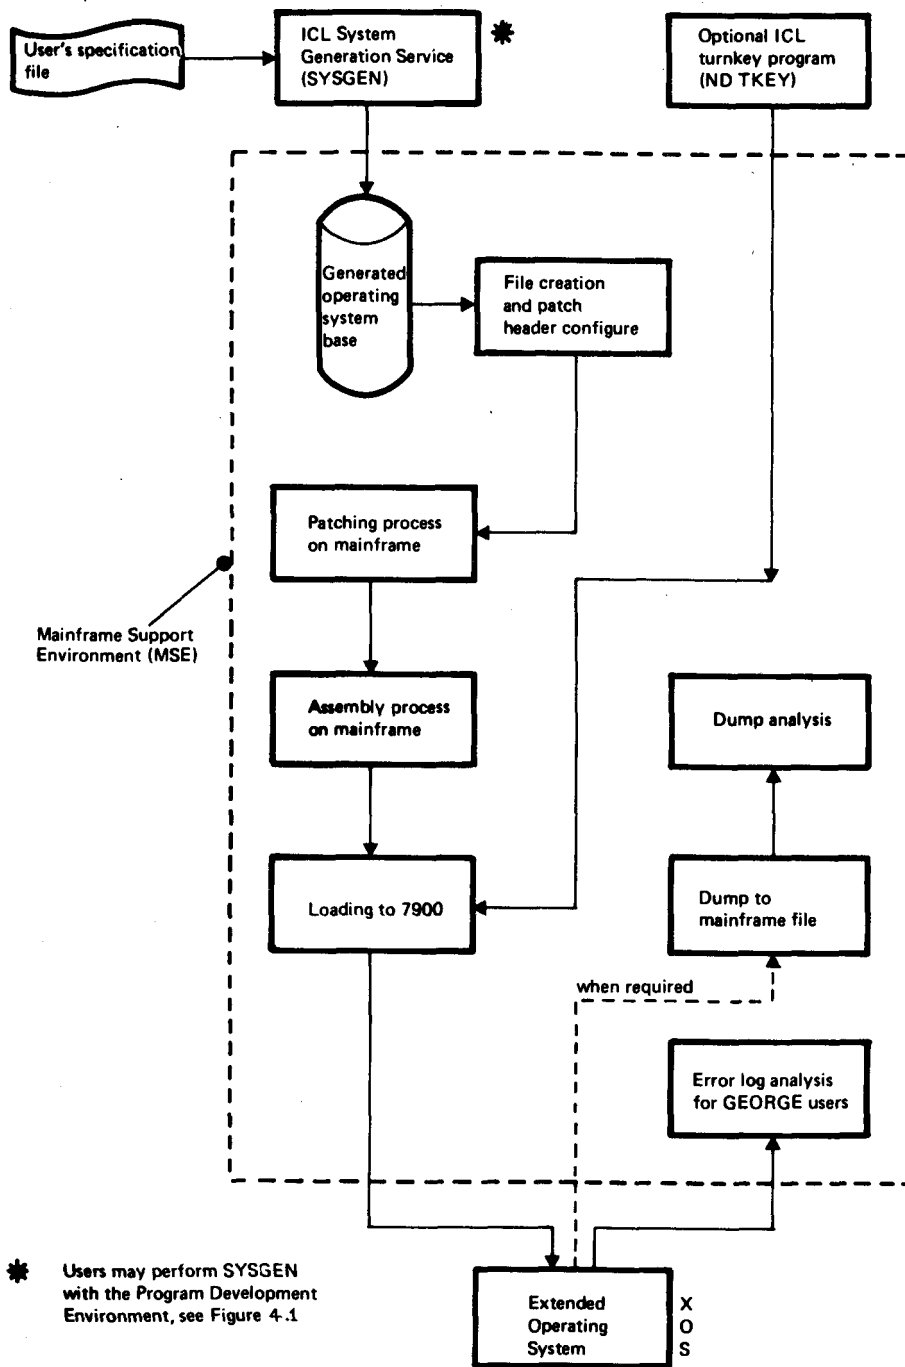 User's specification
file
ICL System
Generation Service
(SYSGEN)
✱
Optional ICL
turnkey program
(ND TKEY)
Generated
operating
system
base
File creation
and patch
header configure
Patching process
on mainframe
Mainframe Support
Environment (MSE)
Assembly process
on mainframe
Dump analysis
Loading to 7900
Dump to
mainframe file
when required
Error log analysis
for GEORGE users
✱ Users may perform SYSGEN
with the Program Development
Environment, see Figure 4.1
Extended
Operating
System
X
O
S